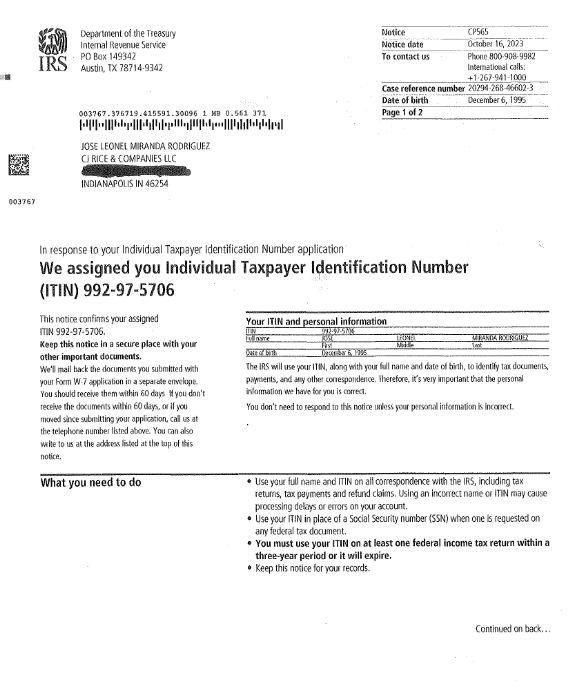 IRS
Department of the Treasury
Internal Revenue Service
PO Box 149342
Austin, TX 78714-9342
Notice CP565
Notice date October 16, 2023
To contact us Phone 800-908-9982
International calls:
+1-267-941-1000
Case reference number 20294-268-46602-3
Date of birth December 6, 1995
Page 1 of 2
003767.376719.415591.30096 1 MB 0.561 371
JOSE LEONEL MIRANDA RODRIGUEZ
CJ RICE & COMPANIES LLC
INDIANAPOLIS IN 46254
003767
In response to your Individual Taxpayer Identification Number application
We assigned you Individual Taxpayer Identification Number
(ITIN) 992-97-5706
This notice confirms your assigned
ITIN 992-97-5706.
Keep this notice in a secure place with your
other important documents.
We'll mail back the documents you submitted with
your Form W-7 application in a separate envelope.
You should receive them within 60 days If you don't
receive the documents within 60 days, or if you
moved since submitting your application, call us at
the telephone number listed above. You can also
write to us at the address listed at the top of this
notice.
Your ITIN and personal information
ITIN 992-97-5706
Full name JOSE LEONEL MIRANDA RODRIGUEZ
First Middle Last
Date of birth December 6, 1995
The IRS will use your ITIN, along with your full name and date of birth, to identify tax documents,
payments, and any other correspondence. Therefore, it's very important that the personal
information we have for you is correct.
You don't need to respond to this notice unless your personal information is incorrect.
What you need to do
• Use your full name and ITIN on all correspondence with the IRS, including tax
returns, tax payments and refund claims. Using an incorrect name or ITIN may cause
processing delays or errors on your account.
• Use your ITIN in place of a Social Security number (SSN) when one is requested on
any federal tax document.
• You must use your ITIN on at least one federal income tax return within a
three-year period or it will expire.
• Keep this notice for your records.
Continued on back...